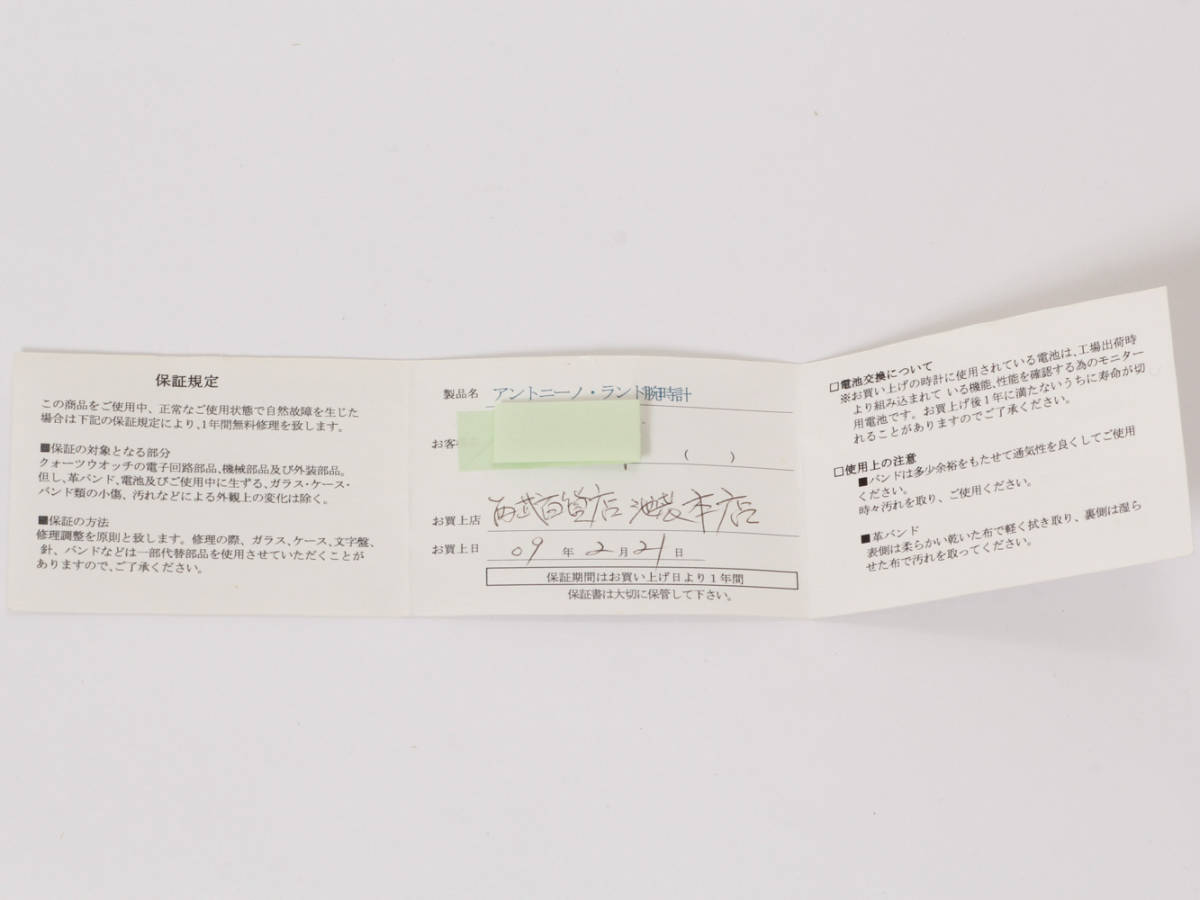 保証規定
この商品をご使用中、正常なご使用状態で自然故障を生じた
場合は下記の保証規定により、1年間無料修理を致します。
■保証の対象となる部分
クォーツウオッチの電子回路部品、機械部品及び外装部品。
但し、革バンド、電池及びご使用中に生ずる、ガラス・ケース・
バンド類の小傷、汚れなどによる外観上の変化は除く。
■保証の方法
修理調整を原則と致します。修理の際、ガラス、ケース、文字盤、
針、バンドなどは一部代替部品を使用させていただくことが
ありますので、ご了承ください。
製品名 アントニーノ・ランド腕時計
お客
( )
お買上店 西武百貨店 池袋本店
お買上日 09 年 2 月 21 日
保証期間はお買い上げ日より1年間
保証書は大切に保管して下さい。
□電池交換について
※お買い上げの時計に使用されている電池は、工場出荷時
より組み込まれて いる機能、性能を確認する為のモニター
用電池です。お買上げ後1年に満たないうちに寿命が切
れることがありますのでご了承ください。
□使用上の注意
■バンドは多少余裕をもたせて通気性を良くしてご使用
ください。
時々汚れを取り、ご使用ください。
■革バンド
表側は柔らかい乾いた布で軽く拭き取り、裏側は湿ら
せた布で汚れを取ってください。